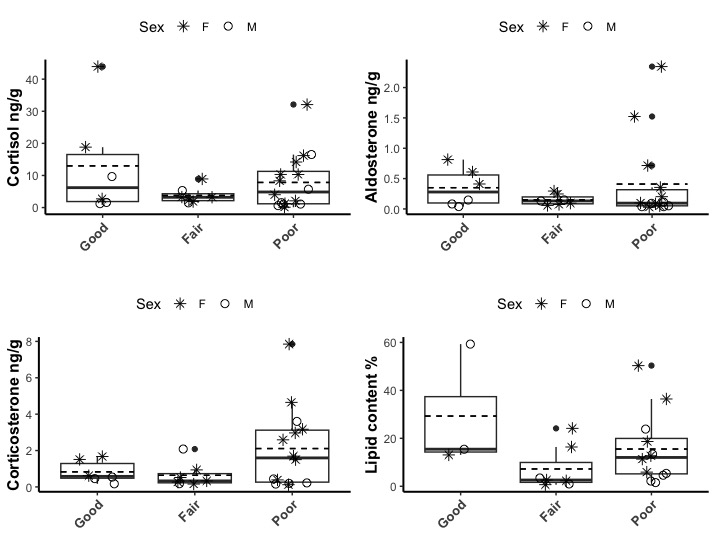 Sex F M
Cortisol ng/g
40
30
20
10
0
Good Fair Poor
Sex F M
Aldosterone ng/g
2.0
1.5
1.0
0.5
0.0
Good Fair Poor
Sex F M
Corticosterone ng/g
8
6
4
2
0
Good Fair Poor
Sex F M
Lipid content %
60
40
20
0
Good Fair Poor